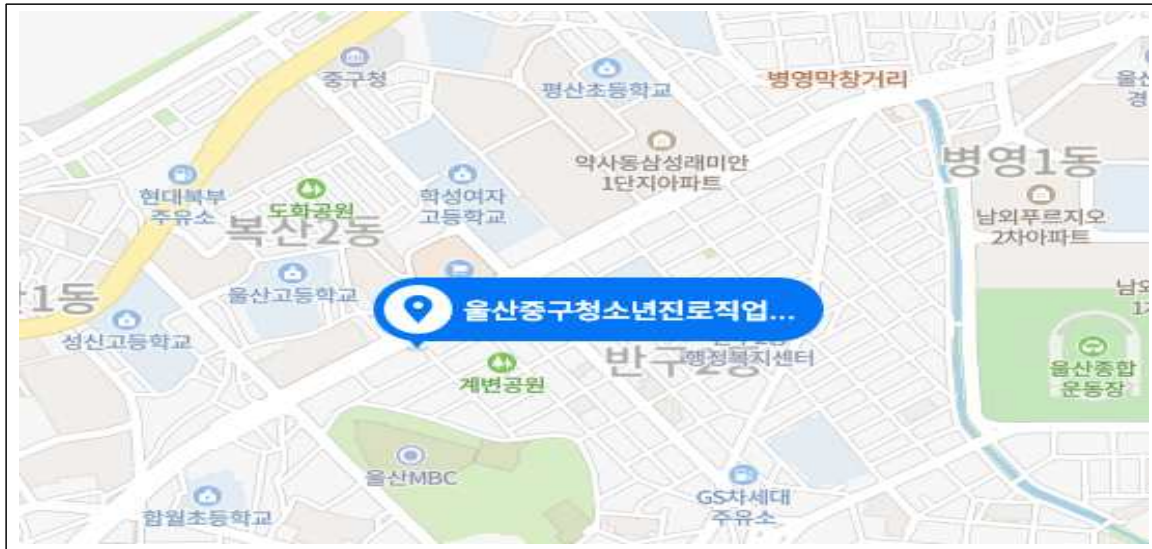 중구청
평산초등학교
병영막창거리
울산
경
약사동삼성래미안
1단지아파트
병영1동
현대북부
주유소
도화공원
학성여자
고등학교
복산2동
남외푸르지오
2차아파트
1동
울산고등학교
울산중구청소년진로직업...
남외
1
성신고등학교
반구2동
행정복지센터
계변공원
울산종합
운동장
울산MBC
GS차세대
주유소
함월초등학교